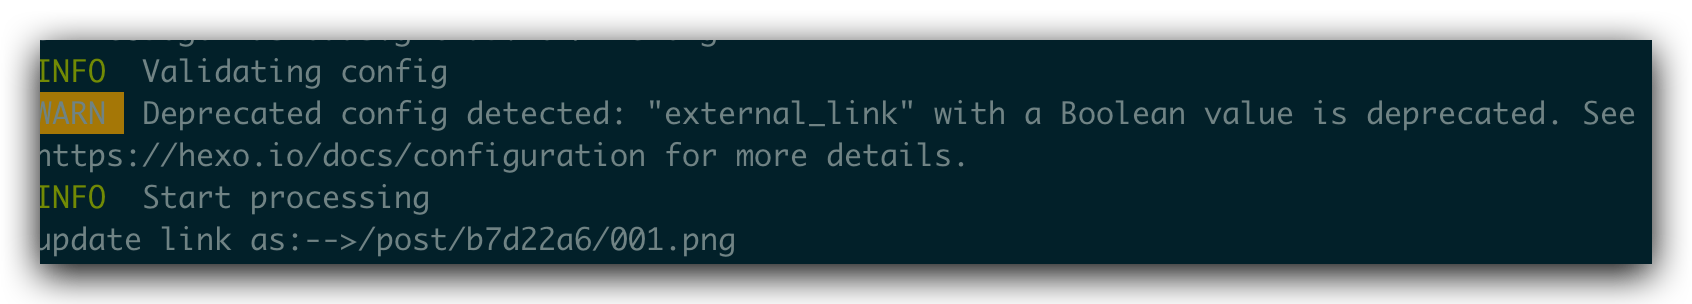 INFO  Validating config
WARN  Deprecated config detected: "external_link" with a Boolean value is deprecated. See
https://hexo.io/docs/configuration for more details.
INFO  Start processing
update link as:-->/post/b7d22a6/001.png